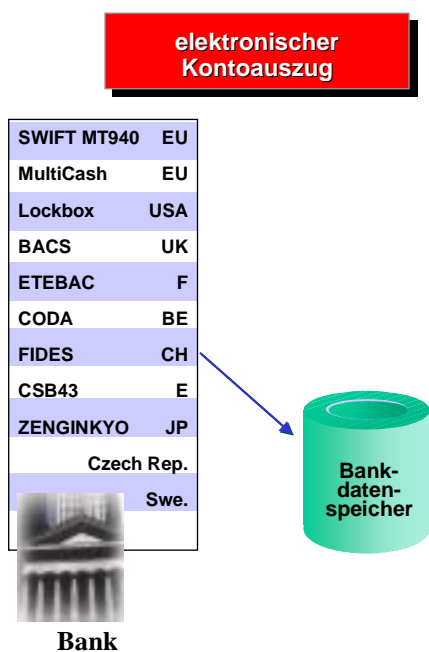 elektronischer
Kontoauszug
SWIFT MT940 EU
MultiCash EU
Lockbox USA
BACS UK
ETEBAC F
CODA BE
FIDES CH
CSB43 E
ZENGINKYO JP
Czech Rep.
Swe.
Bank-
daten-
speicher
Bank